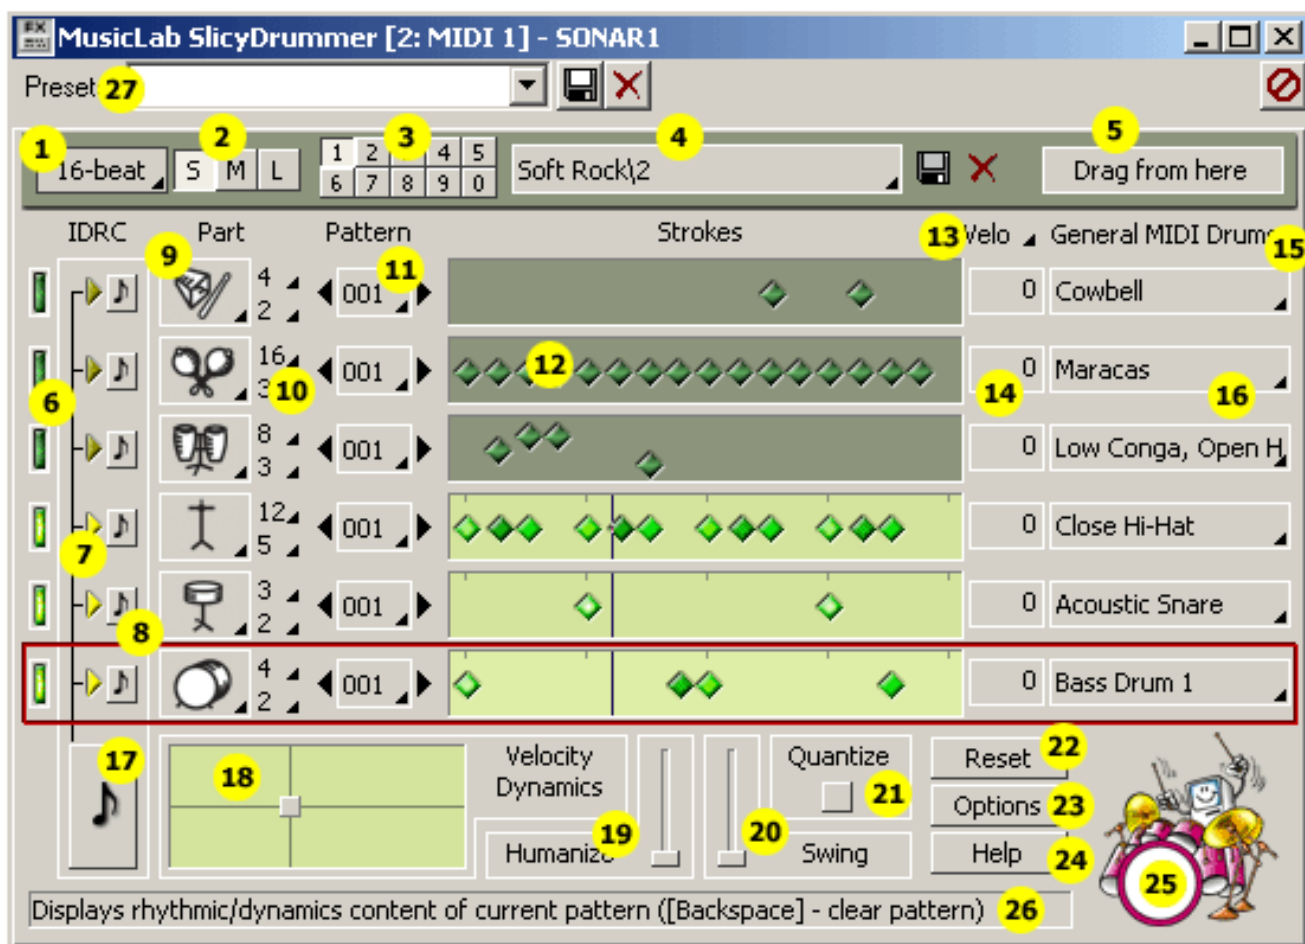 MusicLab SlicyDrummer [2: MIDI 1] - SONAR1
Preset 27
1 2 3 4 5
16-beat S M L 1 2 4 5 Soft Rock\2 Drag from here
6 7 8 9 0
IDRC Part Pattern Strokes 13 Velo General MIDI Drums 15
9 4 2 11 001 0 Cowbell
6 16 3 10 001 12 14 0 Maracas 16
8 3 001 0 Low Conga, Open H
7 12 5 001 0 Close Hi-Hat
8 3 2 001 0 Acoustic Snare
4 2 001 0 Bass Drum 1
17 18 Velocity Dynamics Quantize 21 Reset 22
Options 23
19 Humanize 20 Swing Help 24
25
Displays rhythmic/dynamics content of current pattern ([Backspace] - clear pattern) 26